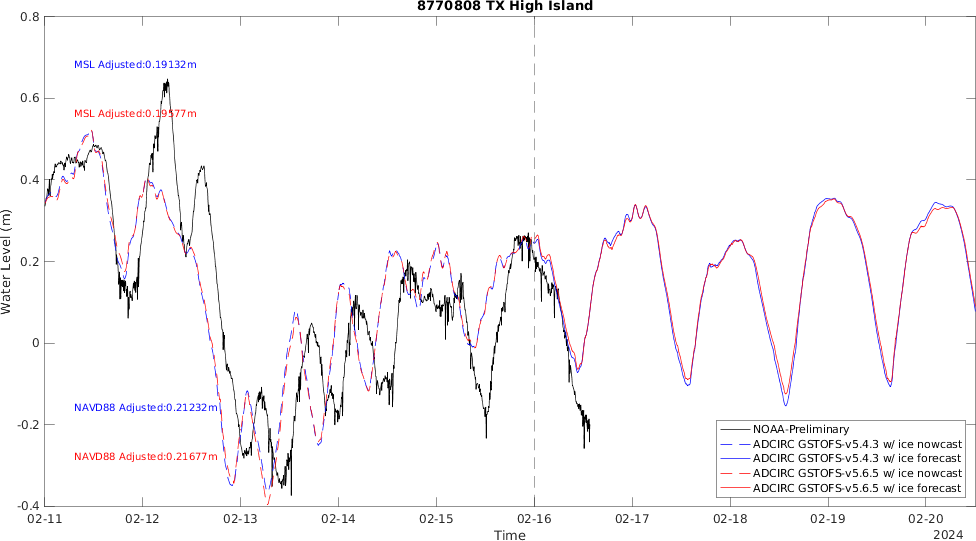 8770808 TX High Island
0.8
0.6
0.4
0.2
0
-0.2
-0.4
Water Level (m)
MSL Adjusted:0.19132m
MSL Adjusted:0.19577m
NAVD88 Adjusted:0.21232m
NAVD88 Adjusted:0.21677m
NOAA-Preliminary
ADCIRC GSTOFS-v5.4.3 w/ ice nowcast
ADCIRC GSTOFS-v5.4.3 w/ ice forecast
ADCIRC GSTOFS-v5.6.5 w/ ice nowcast
ADCIRC GSTOFS-v5.6.5 w/ ice forecast
02-11 02-12 02-13 02-14 02-15 02-16 02-17 02-18 02-19 02-20
Time
2024